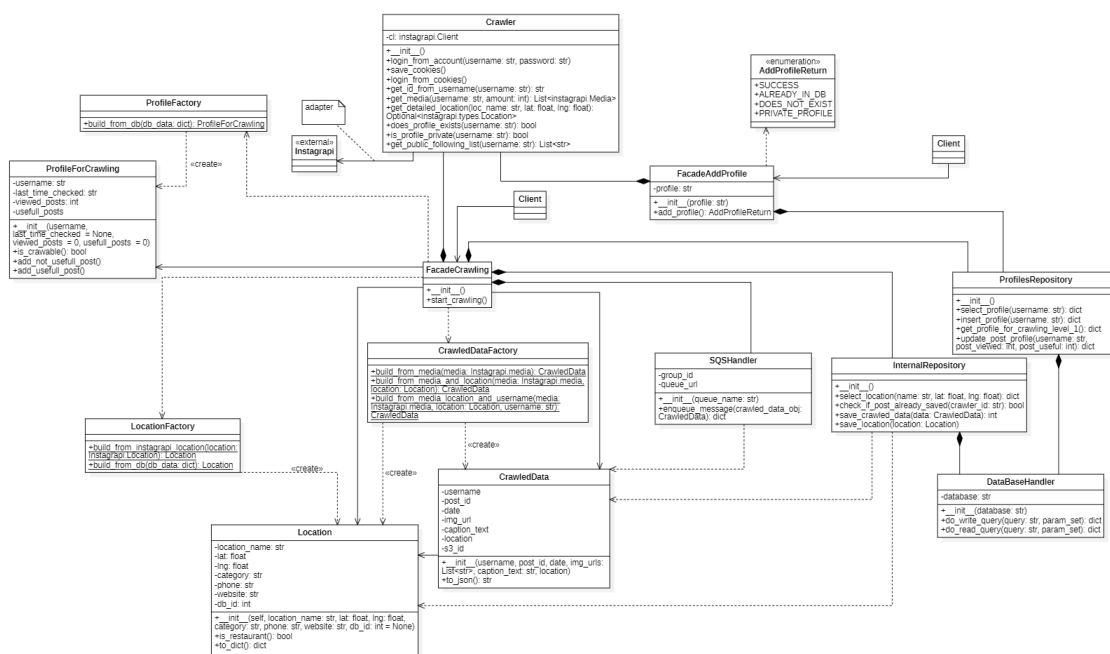 Crawler
-cl: instagrapi.Client
+__init__()
+login_from_account(username: str, password: str)
+save_cookies()
+login_from_cookies()
+get_id_from_username(username: str): str
+get_media(username: str, amount: int): List<instagrapi.Media>
+get_detailed_location(loc_name: str, lat: float, lng: float):
Optional<instagrapi.types.Location>
+does_profile_exists(username: str): bool
+is_profile_private(username: str): bool
+get_public_following_list(username: str): List<str>
«enumeration»
AddProfileReturn
+SUCCESS
+ALREADY_IN_DB
+DOES_NOT_EXIST
+PRIVATE_PROFILE
ProfileFactory
+build_from_db(db_data: dict): ProfileForCrawling
adapter
«external»
Instagrapi
«create»
Client
FacadeAddProfile
-profile: str
+__init__(profile: str)
+add_profile(): AddProfileReturn
ProfileForCrawling
-username: str
-last_time_checked: str
-viewed_posts: int
-usefull_posts
+__init__(username,
last_time_checked = None,
viewed_posts = 0, usefull_posts = 0)
+is_crawable(): bool
+add_not_usefull_post()
+add_usefull_post()
Client
FacadeCrawling
+__init__()
+start_crawling()
ProfilesRepository
+__init__()
+select_profile(username: str): dict
+insert_profile(username: str): dict
+get_profile_for_crawling_level_1(): dict
+update_post_profile(username: str,
post_viewed: int, post_useful: int): dict
CrawledDataFactory
+build_from_media(media: Instagrapi.media): CrawledData
+build_from_media_and_location(media: Instagrapi.media,
location: Location): CrawledData
+build_from_media_location_and_username(media:
Instagrapi.media, location: Location, username: str):
CrawledData
SQSHandler
-group_id
-queue_url
+__init__(queue_name: str)
+enqueue_message(crawled_data_obj:
CrawledData): dict
InternalRepository
+__init__()
+select_location(name: str, lat: float, lng: float): dict
+check_if_post_already_saved(crawler_id: str): bool
+save_crawled_data(data: CrawledData): int
+save_location(location: Location)
LocationFactory
+build_from_instagrapi_location(location:
Instagrapi.Location): Location
+build_from_db(db_data: dict): Location
«create»
«create»
«create»
CrawledData
-username
-post_id
-date
-img_url
-caption_text
-location
-s3_id
+__init__(username, post_id, date, img_urls:
List<str>, caption_text: str, location)
+to_json(): str
DataBaseHandler
-database: str
+__init__(database: str)
+do_write_query(query: str, param_set): dict
+do_read_query(query: str, param_set): dict
Location
-location_name: str
-lat: float
-lng: float
-category: str
-phone: str
-website: str
-db_id: int
+__init__(self, location_name: str, lat: float, lng: float,
category: str, phone: str, website: str, db_id: int = None)
+is_restaurant(): bool
+to_dict(): dict